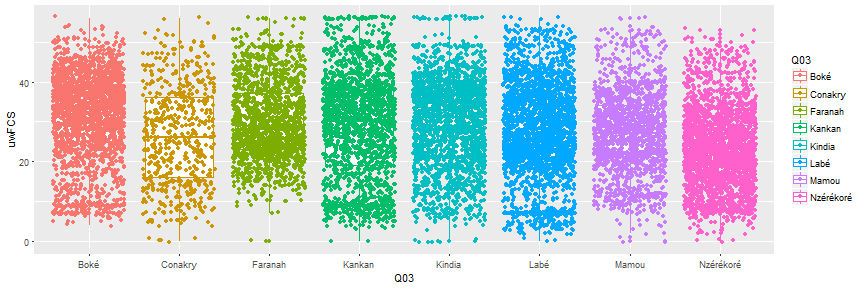 uwFCS
40
20
0
Boké Conakry Faranah Kankan Kindia Labé Mamou Nzérékoré
Q03
Q03
Boké
Conakry
Faranah
Kankan
Kindia
Labé
Mamou
Nzérékoré